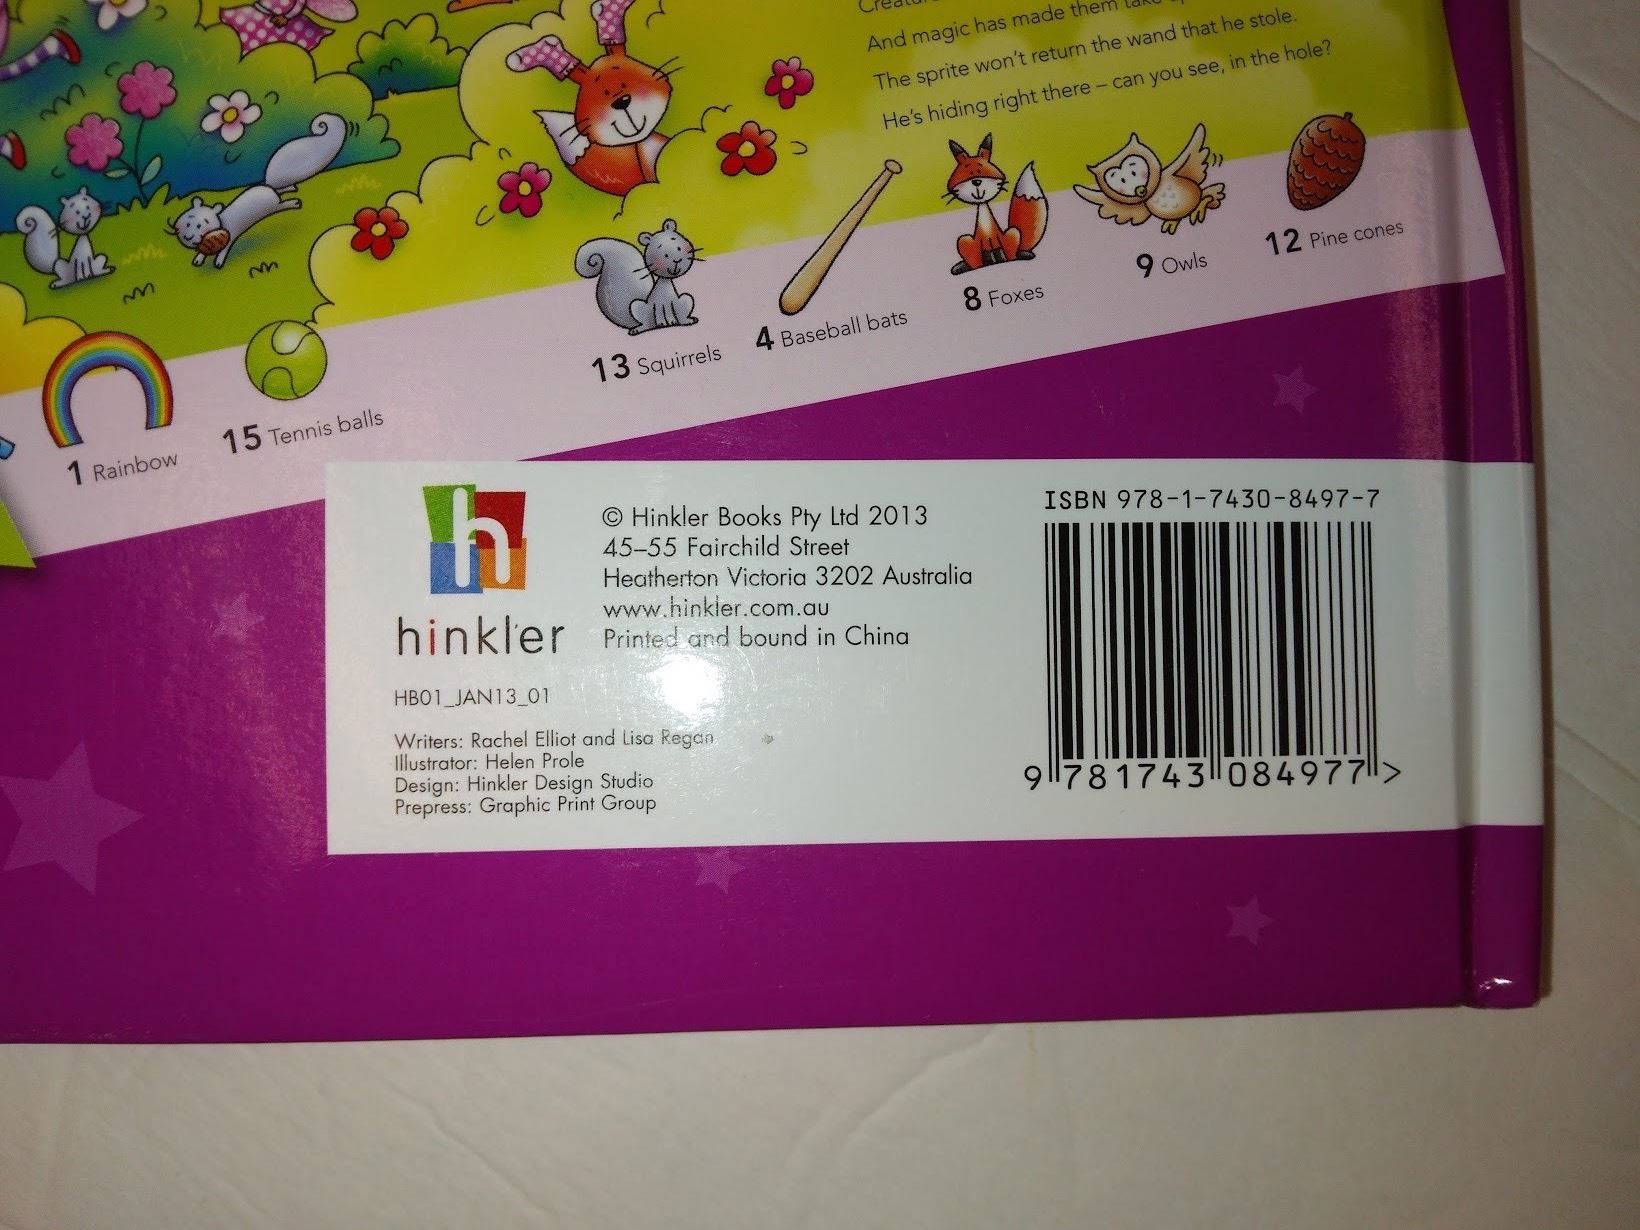 And magic has made them
The sprite won't return the wand that he stole.
He's hiding right there – can you see, in the hole?
1 Rainbow
15 Tennis balls
13 Squirrels
4 Baseball bats
8 Foxes
9 Owls
12 Pine cones
h
hinkler
© Hinkler Books Pty Ltd 2013
45–55 Fairchild Street
Heatherton Victoria 3202 Australia
www.hinkler.com.au
Printed and bound in China
HB01_JAN13_01
Writers: Rachel Elliot and Lisa Regan
Illustrator: Helen Prole
Design: Hinkler Design Studio
Prepress: Graphic Print Group
ISBN 978-1-7430-8497-7
9 781743 084977 >